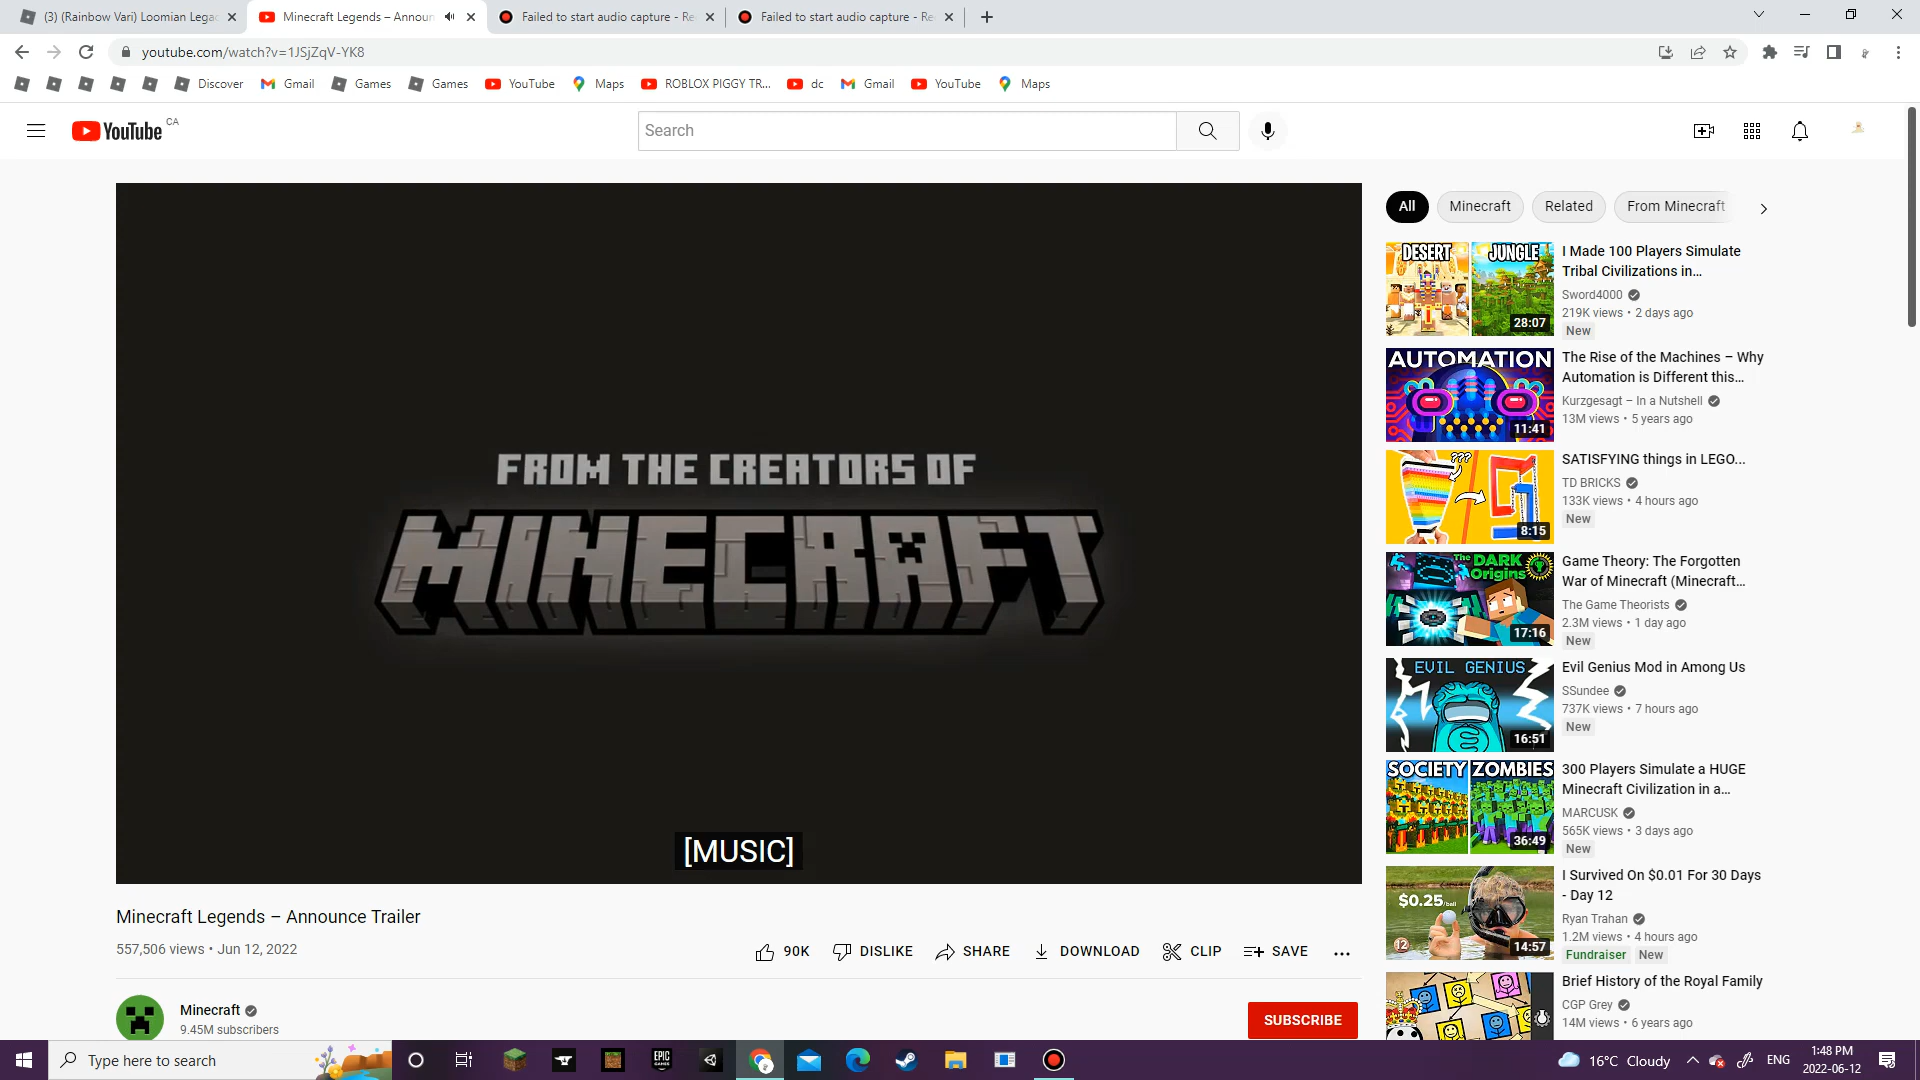 (3) (Rainbow Vari) Loomian Legac
Minecraft Legends – Announ
Failed to start audio capture - Re
Failed to start audio capture - Re
youtube.com/watch?v=1JSjZqV-YK8
Discover
Gmail
Games
Games
YouTube
Maps
ROBLOX PIGGY TR...
dc
Gmail
YouTube
Maps
YouTube CA
Search
FROM THE CREATORS OF
MINECRAFT
[MUSIC]
Minecraft Legends – Announce Trailer
557,506 views • Jun 12, 2022
90K
DISLIKE
SHARE
DOWNLOAD
CLIP
SAVE
Minecraft
9.45M subscribers
SUBSCRIBE
All
Minecraft
Related
From Minecraft
DESERT
JUNGLE
28:07
I Made 100 Players Simulate
Tribal Civilizations in...
Sword4000
219K views • 2 days ago
New
AUTOMATION
11:41
The Rise of the Machines – Why
Automation is Different this...
Kurzgesagt – In a Nutshell
13M views • 5 years ago
???
8:15
SATISFYING things in LEGO...
TD BRICKS
133K views • 4 hours ago
New
The DARK
Origins
17:16
Game Theory: The Forgotten
War of Minecraft (Minecraft...
The Game Theorists
2.3M views • 1 day ago
New
EVIL GENIUS
16:51
Evil Genius Mod in Among Us
SSundee
737K views • 7 hours ago
New
SOCIETY
ZOMBIES
36:49
300 Players Simulate a HUGE
Minecraft Civilization in a...
MARCUSK
565K views • 3 days ago
New
$0.25/ball
12
14:57
I Survived On $0.01 For 30 Days
- Day 12
Ryan Trahan
1.2M views • 4 hours ago
Fundraiser
New
Brief History of the Royal Family
CGP Grey
14M views • 6 years ago
Type here to search
EPIC
GAMES
16°C Cloudy
ENG
1:48 PM
2022-06-12